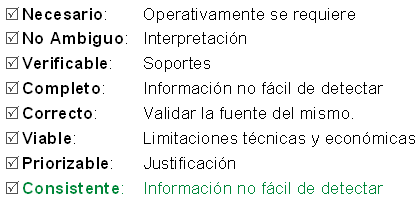 ☑ Necesario: Operativamente se requiere
☑ No Ambiguo: Interpretación
☑ Verificable: Soportes
☑ Completo: Información no fácil de detectar
☑ Correcto: Validar la fuente del mismo.
☑ Viable: Limitaciones técnicas y económicas
☑ Priorizable: Justificación
☑ Consistente: Información no fácil de detectar